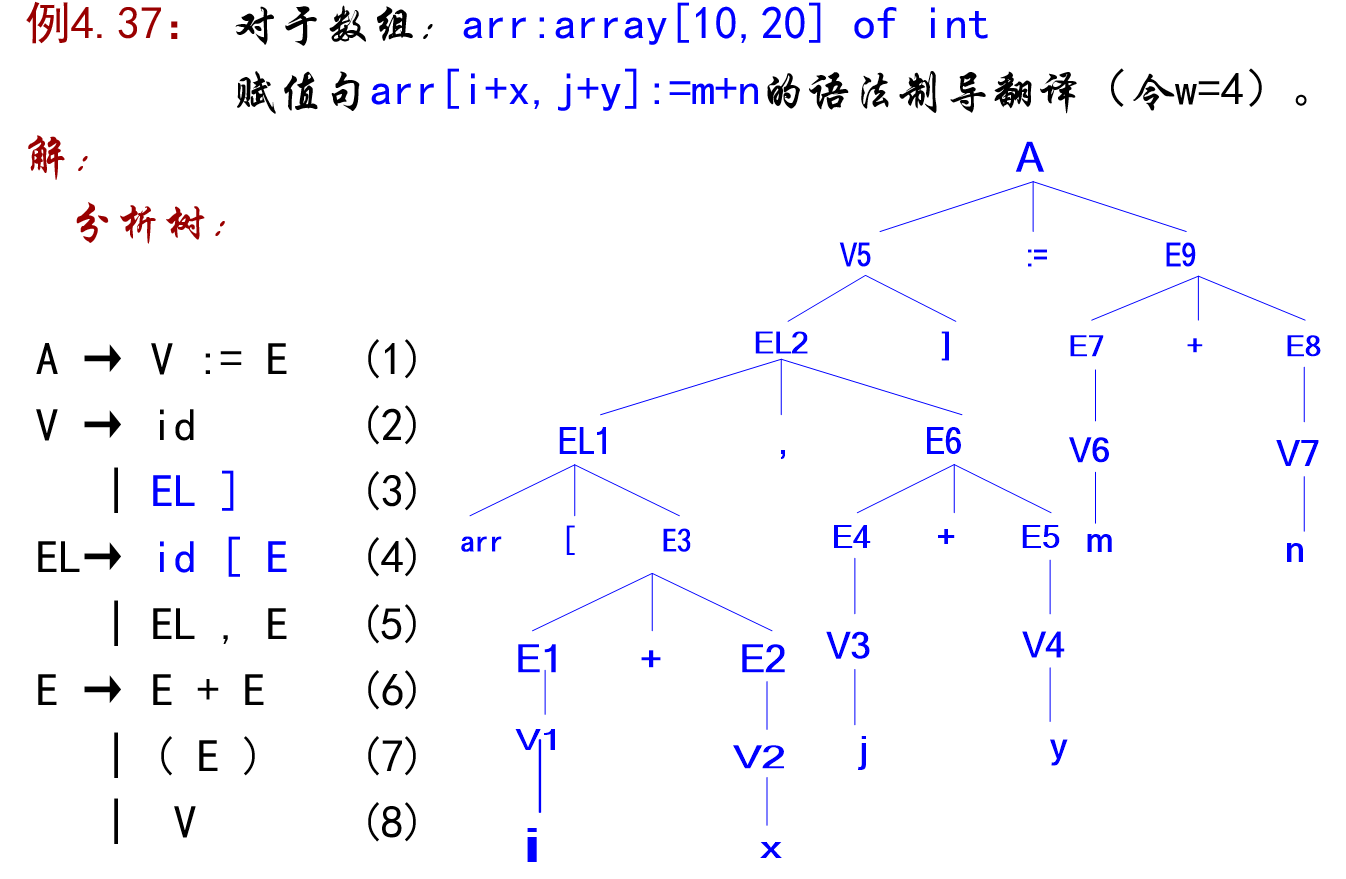 例4.37： 对于数组：arr:array[10,20] of int
赋值句arr[i+x,j+y]:=m+n的语法制导翻译（令w=4）。
解：
分析树：
A → V := E (1)
V → id (2)
| EL ] (3)
EL→ id [ E (4)
| EL , E (5)
E → E + E (6)
| ( E ) (7)
| V (8)
A
V5 := E9
EL2 ] E7 + E8
EL1 , E6 V6 V7
arr [ E3 E4 + E5 m n
E1 + E2 V3 V4
V1 V2 j y
i x